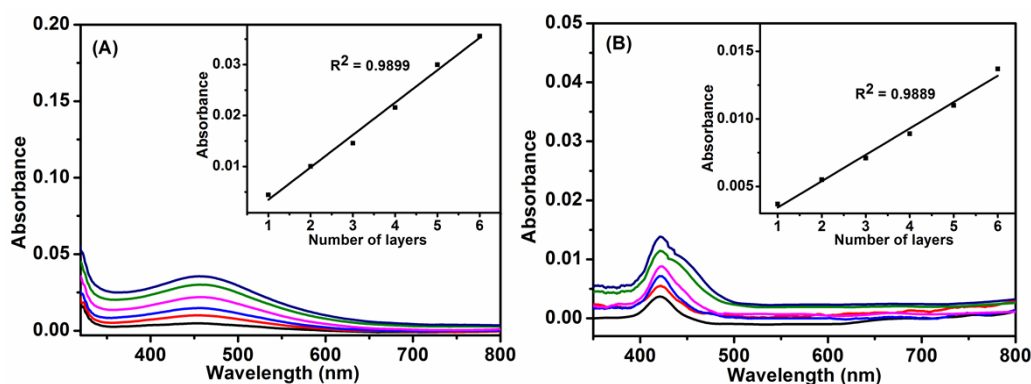 (A)
0.20
0.15
0.10
0.05
0.00
Absorbance
400 500 600 700 800
Wavelength (nm)
R² = 0.9899
0.03
0.02
0.01
Absorbance
1 2 3 4 5 6
Number of layers
(B)
0.05
0.04
0.03
0.02
0.01
0.00
Absorbance
400 500 600 700 800
Wavelength (nm)
R² = 0.9889
0.015
0.010
0.005
Absorbance
1 2 3 4 5 6
Number of layers